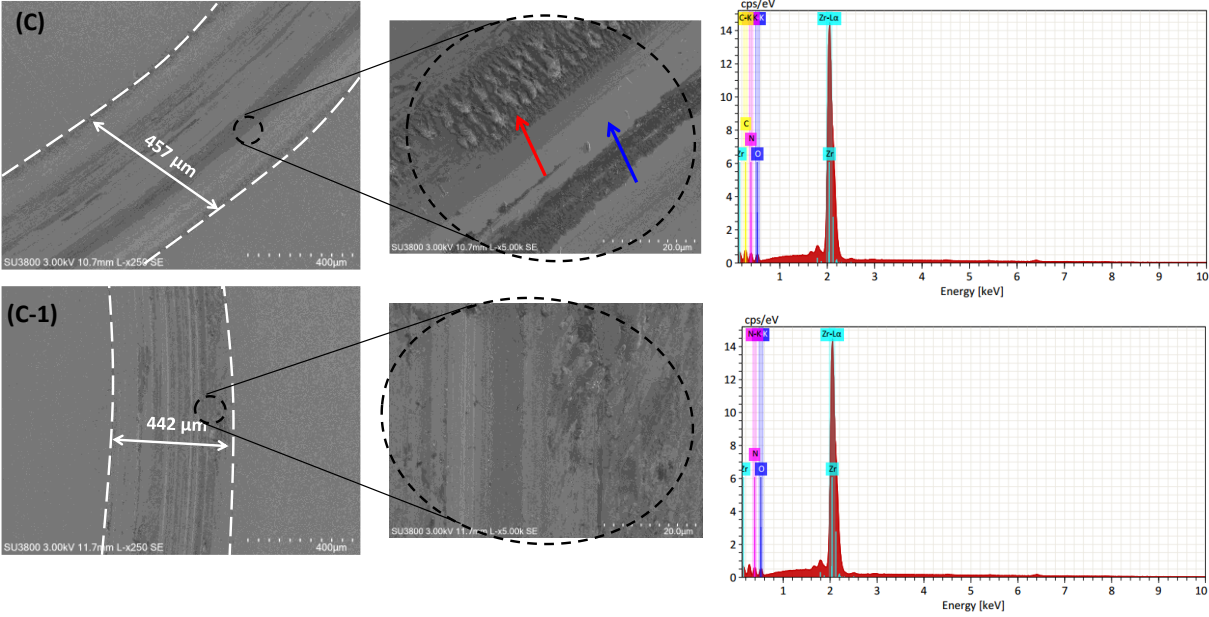 (C)
457 µm
SU3800 3.00kV 10.7mm L-x250 SE
400µm
SU3800 3.00kV 10.7mm L-x5.00k SE
20.0µm
cps/eV
C-K
K
Zr-Lα
14
12
10
8
6
4
2
0
C
N
Zr
O
Zr
1 2 3 4 5 6 7 8 9 10
Energy [keV]
(C-1)
442 µm
SU3800 3.00kV 11.7mm L-x250 SE
400µm
SU3800 3.00kV 11.7mm L-x5.00k SE
20.0µm
cps/eV
N-K
K
Zr-Lα
14
12
10
8
6
4
2
0
N
Zr
O
Zr
1 2 3 4 5 6 7 8 9 10
Energy [keV]